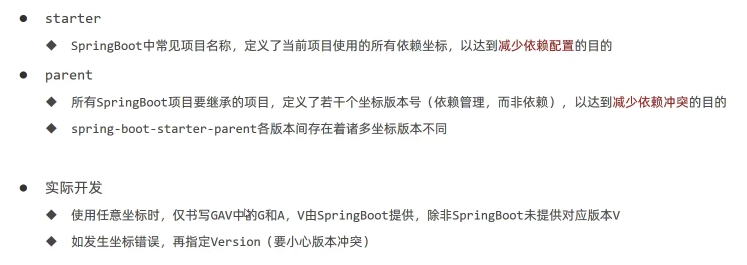 starter
SpringBoot中常见项目名称，定义了当前项目使用的所有依赖坐标，以达到减少依赖配置的目的
parent
所有SpringBoot项目要继承的项目，定义了若干个坐标版本号（依赖管理，而非依赖），以达到减少依赖冲突的目的
spring-boot-starter-parent各版本间存在着诸多坐标版本不同
实际开发
使用任意坐标时，仅书写GAV中的G和A，V由SpringBoot提供，除非SpringBoot未提供对应版本V
如发生坐标错误，再指定Version（要小心版本冲突）